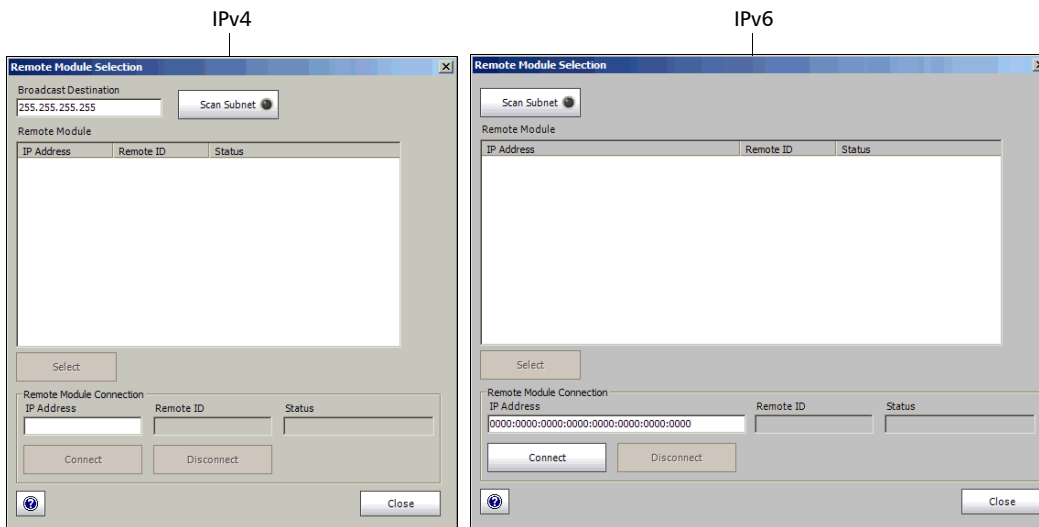 IPv4
Remote Module Selection
Broadcast Destination
255.255.255.255
Scan Subnet
Remote Module
IP Address Remote ID Status
Select
Remote Module Connection
IP Address Remote ID Status
Connect Disconnect
Close
IPv6
Remote Module Selection
Scan Subnet
Remote Module
IP Address Remote ID Status
Select
Remote Module Connection
IP Address Remote ID Status
0000:0000:0000:0000:0000:0000:0000:0000
Connect Disconnect
Close